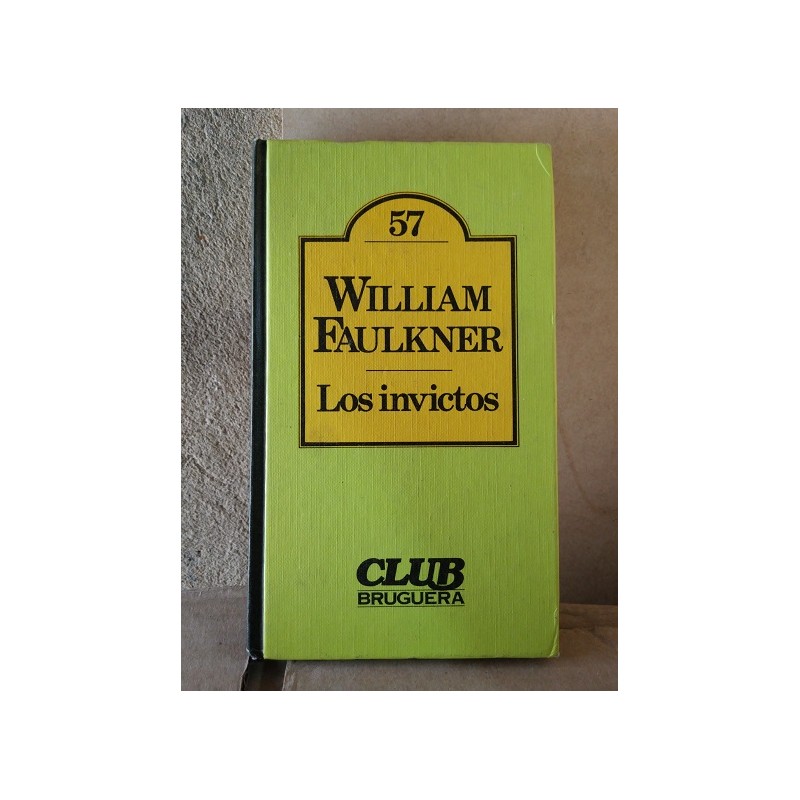 57
WILLIAM
FAULKNER
Los invictos
CLUB
BRUGUERA